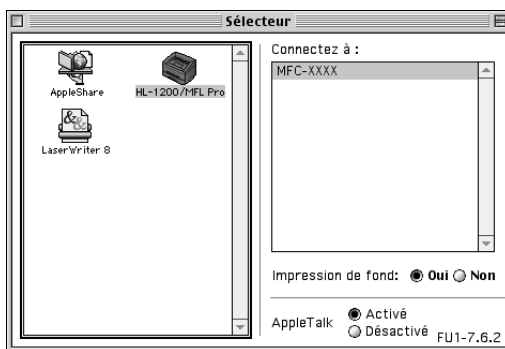 Sélecteur
AppleShare
HL-1200/MFL Pro
LaserWriter 8
Connectez à :
MFC-XXXX
Impression de fond: Oui Non
AppleTalk
Activé
Désactivé
FU1-7.6.2